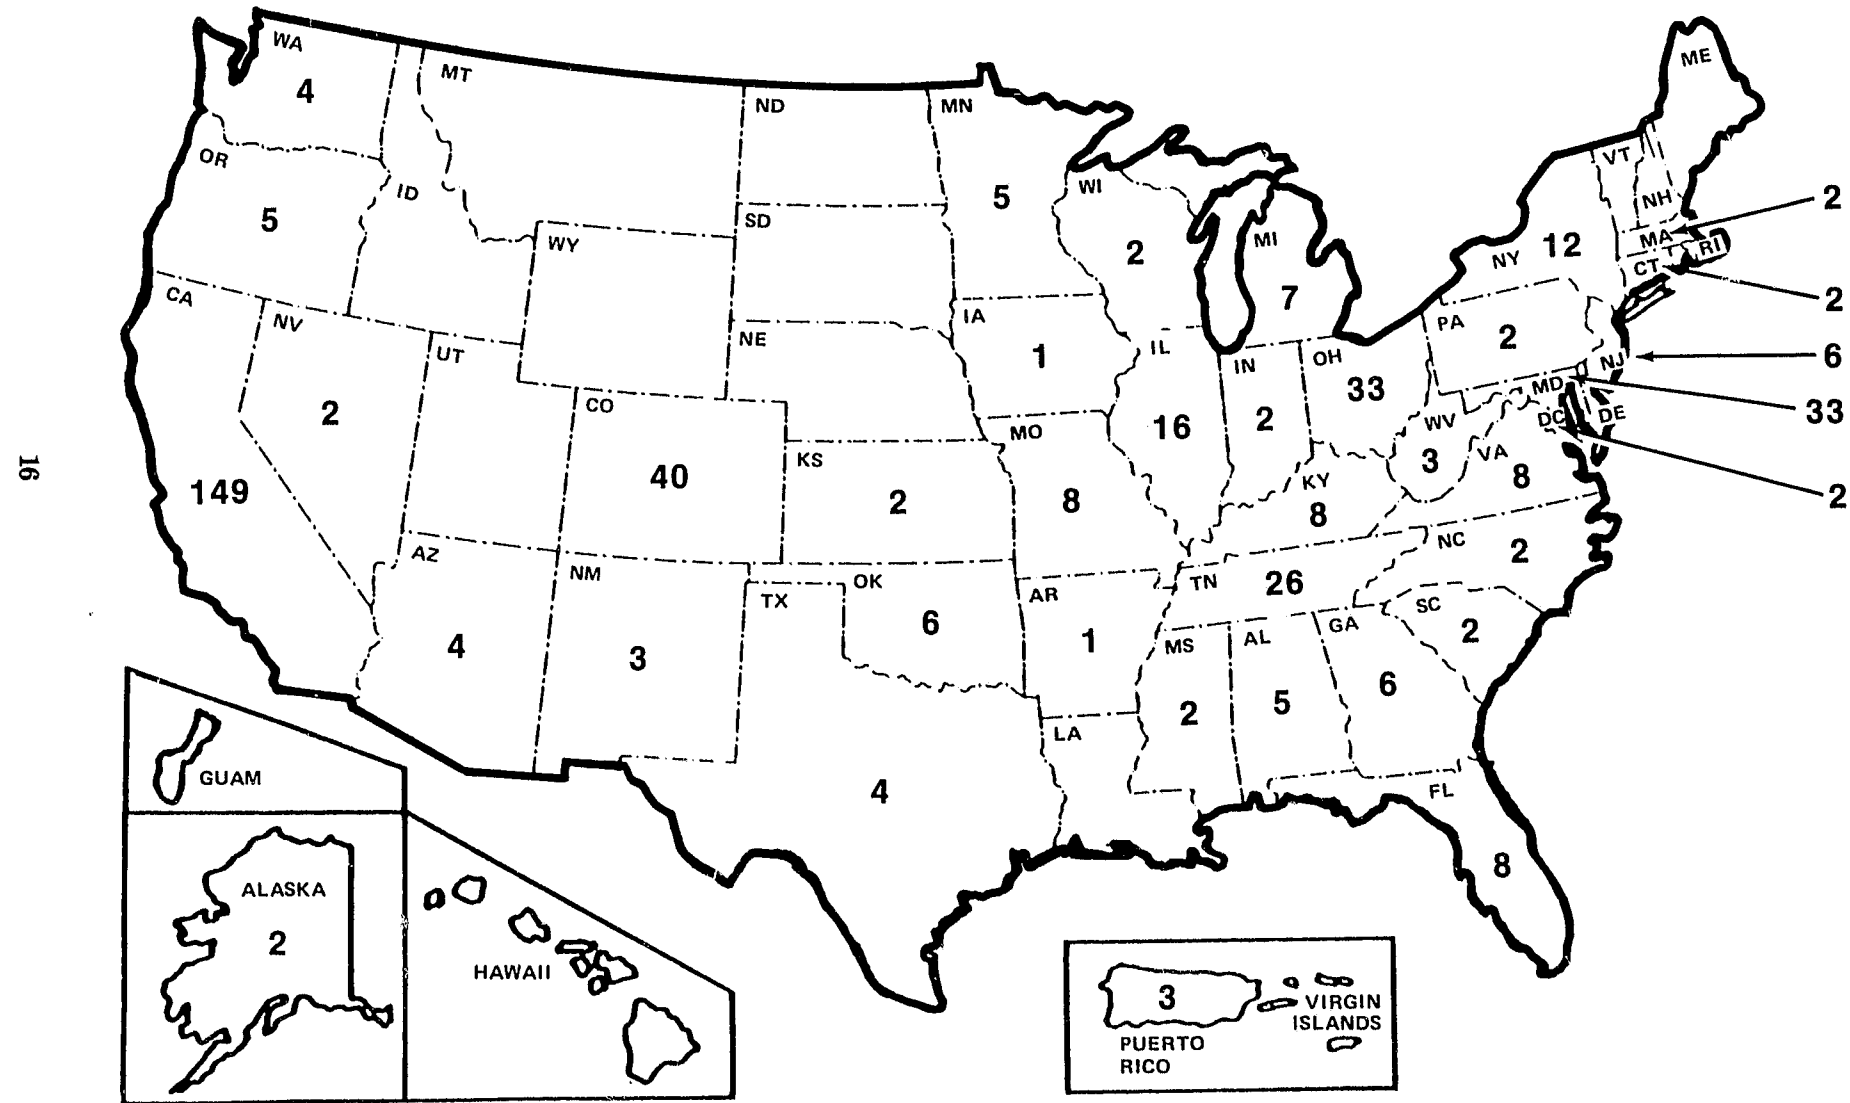 WA
4
MT
ND
MN
ME
OR
5
ID
SD
5
WI
2
MI
7
VT
NH
2
MA
RI
CT
2
NY
12
WY
CA
NV
UT
NE
IA
1
IL
16
IN
2
OH
33
PA
2
NJ
6
MD
33
DC
DE
2
149
2
CO
40
KS
2
MO
8
KY
8
WV
3
VA
8
16
AZ
4
NM
3
TX
4
OK
6
AR
1
TN
26
NC
2
SC
2
MS
2
AL
5
GA
6
LA
FL
8
GUAM
ALASKA
2
HAWAII
3
PUERTO
RICO
VIRGIN
ISLANDS